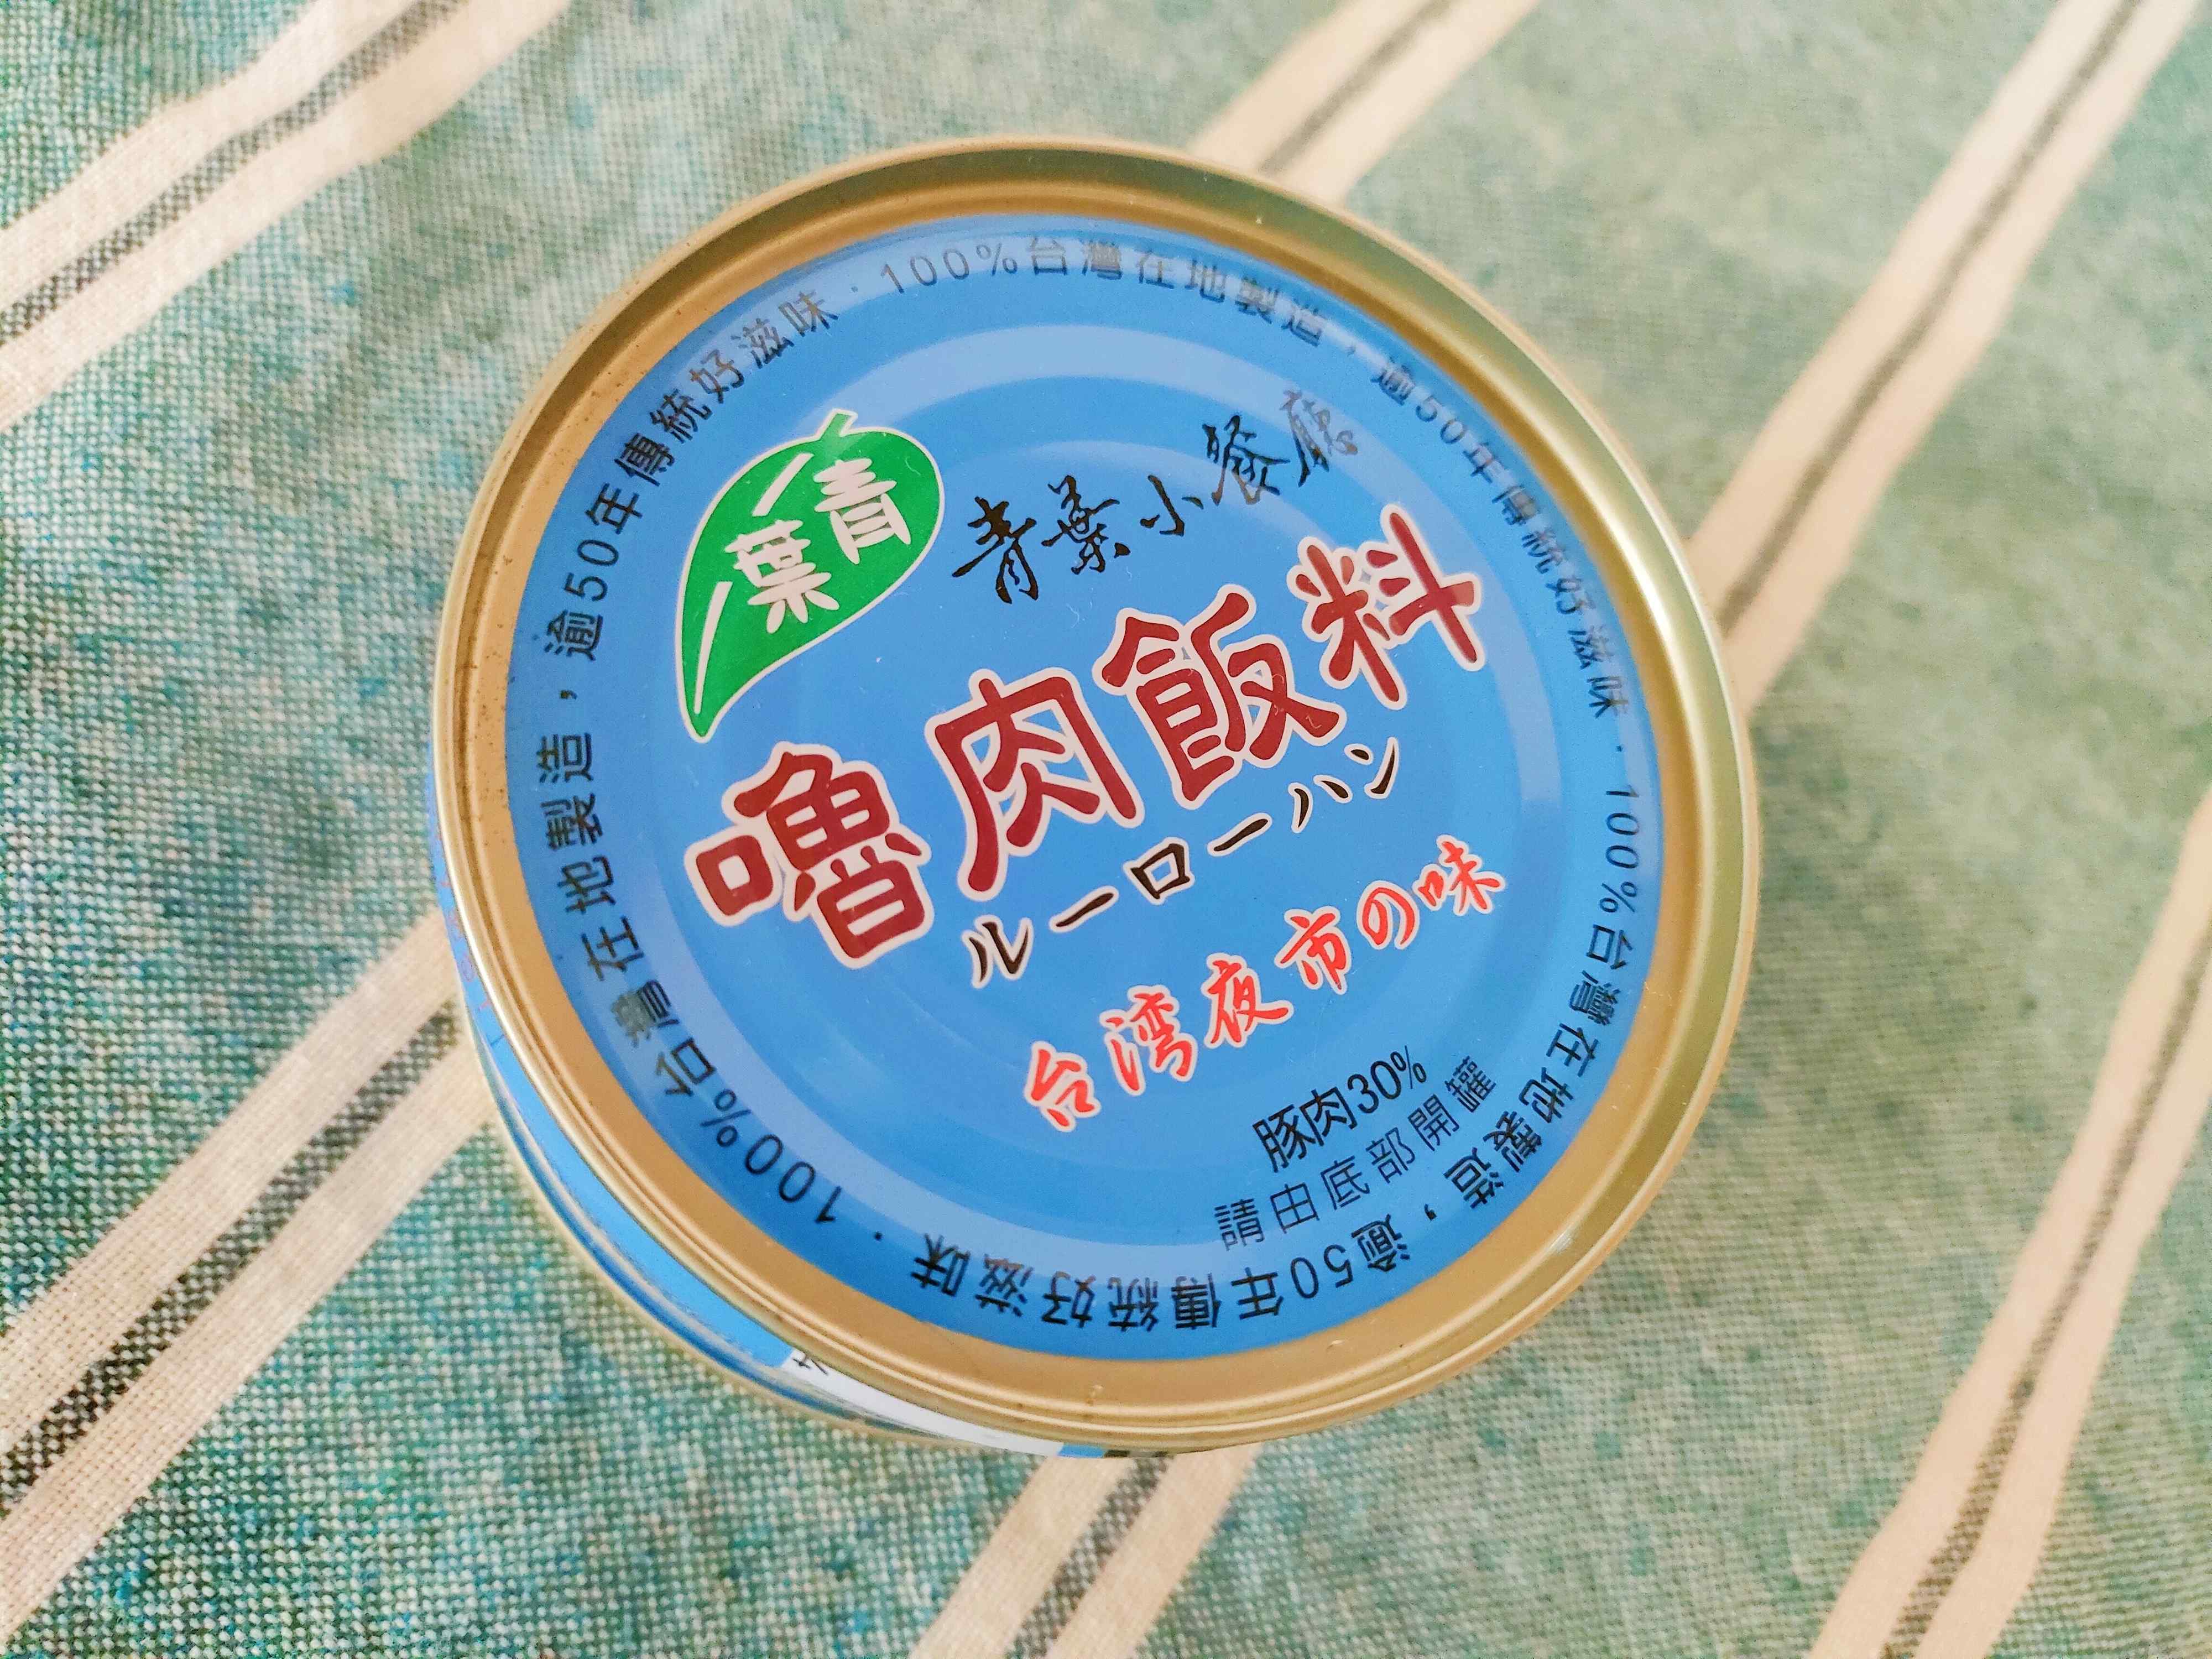 100%台灣在地製造，逾50年傳統好滋味·100%台灣在地製造，逾50年傳統好滋味·100%台灣在地製造，逾50年傳統好滋味·
青葉
青葉小餐廳
嚕肉飯料
ルーローハン
台湾夜市の味
豚肉30%
請由底部開罐